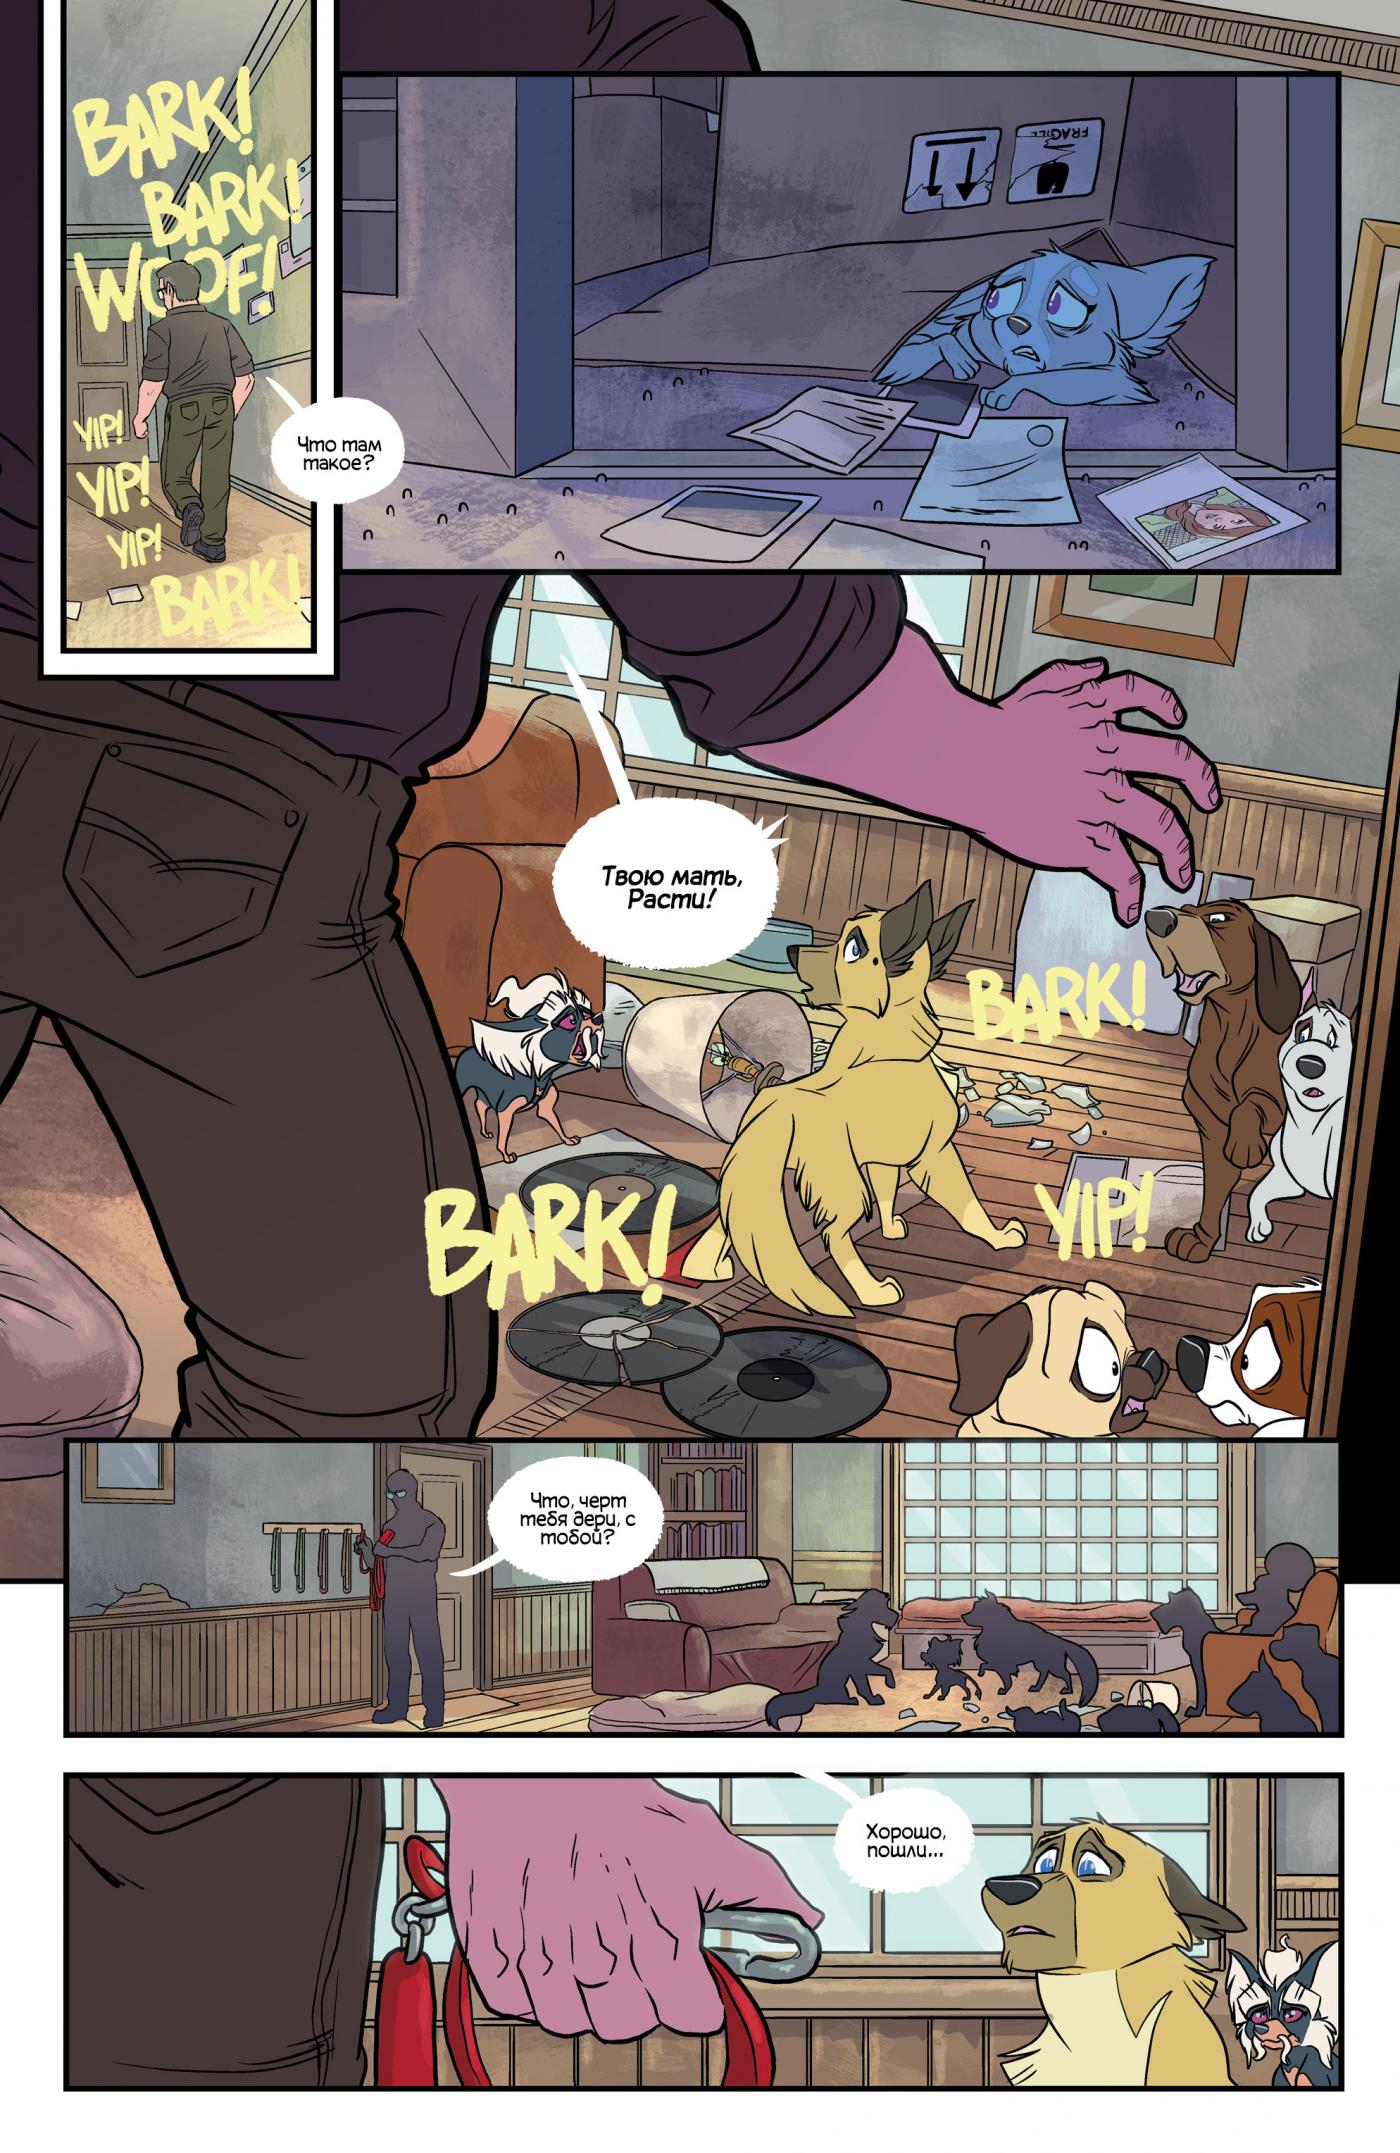 BARK!
BARK!
WOOF!
YIP!
YIP!
YIP!
BARK!
Что там
такое?
FRAGILE
Твою мать,
Расти!
BARK!
BARK!
YIP!
Что, черт
тебя дери, с
тобой?
Хорошо,
пошли...